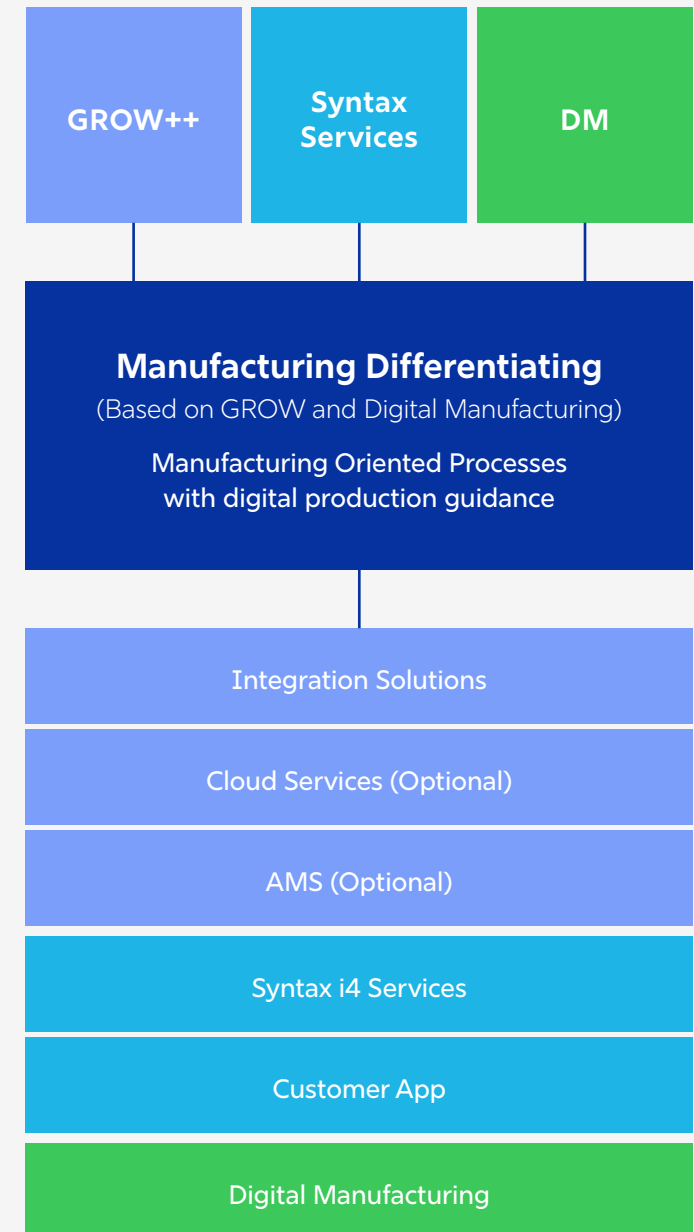 GROW++
Syntax
Services
DM
Manufacturing Differentiating
(Based on GROW and Digital Manufacturing)
Manufacturing Oriented Processes
with digital production guidance
Integration Solutions
Cloud Services (Optional)
AMS (Optional)
Syntax i4 Services
Customer App
Digital Manufacturing